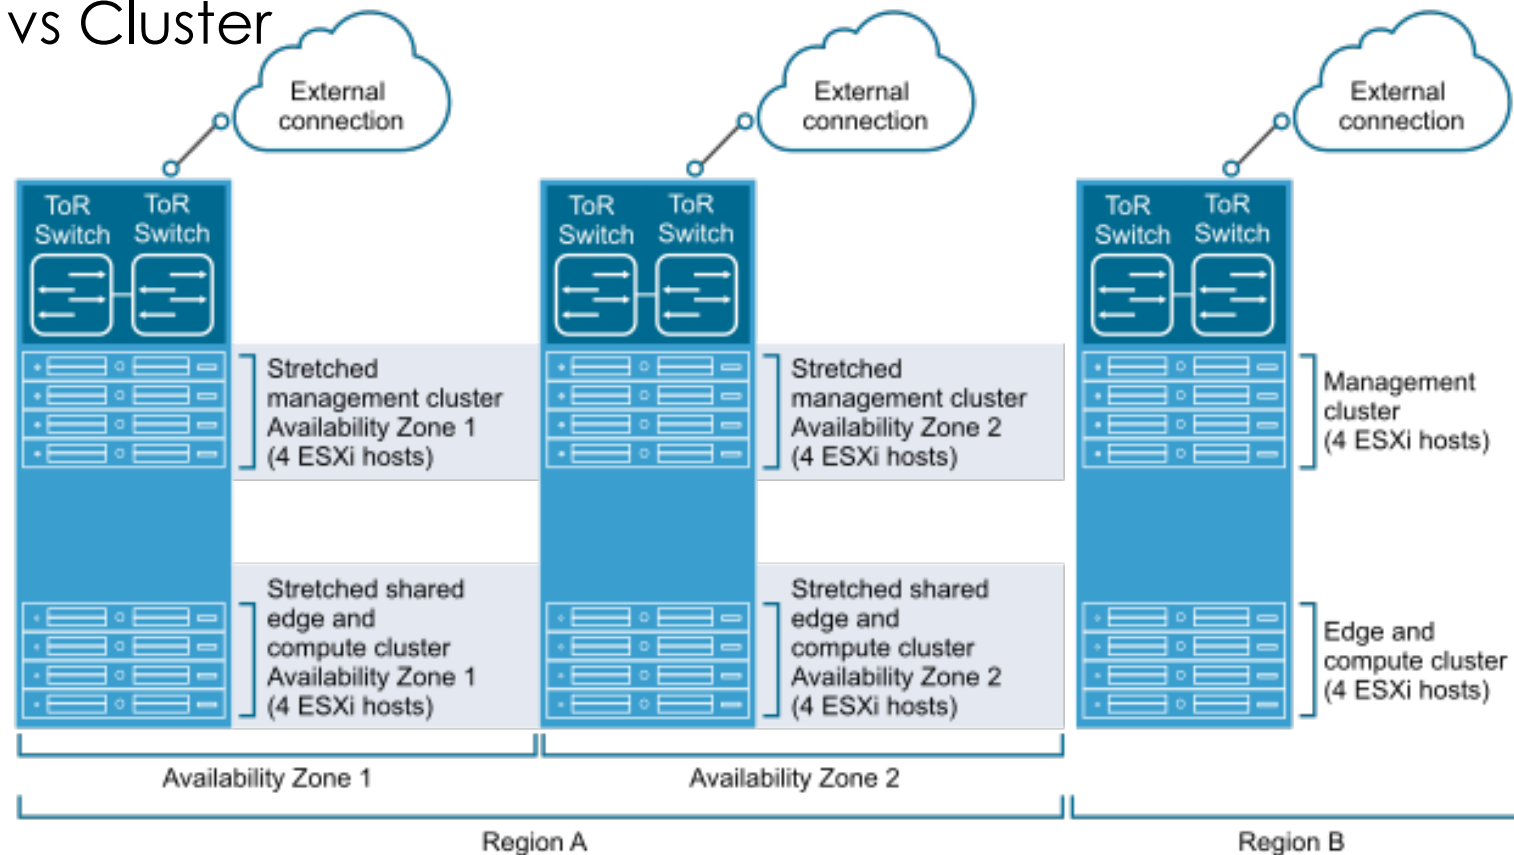 vs Cluster
External
connection
External
connection
External
connection
ToR
Switch
ToR
Switch
ToR
Switch
ToR
Switch
ToR
Switch
ToR
Switch
Stretched
management cluster
Availability Zone 1
(4 ESXi hosts)
Stretched
management cluster
Availability Zone 2
(4 ESXi hosts)
Management
cluster
(4 ESXi hosts)
Stretched shared
edge and
compute cluster
Availability Zone 1
(4 ESXi hosts)
Stretched shared
edge and
compute cluster
Availability Zone 2
(4 ESXi hosts)
Edge and
compute cluster
(4 ESXi hosts)
Availability Zone 1
Availability Zone 2
Region A
Region B